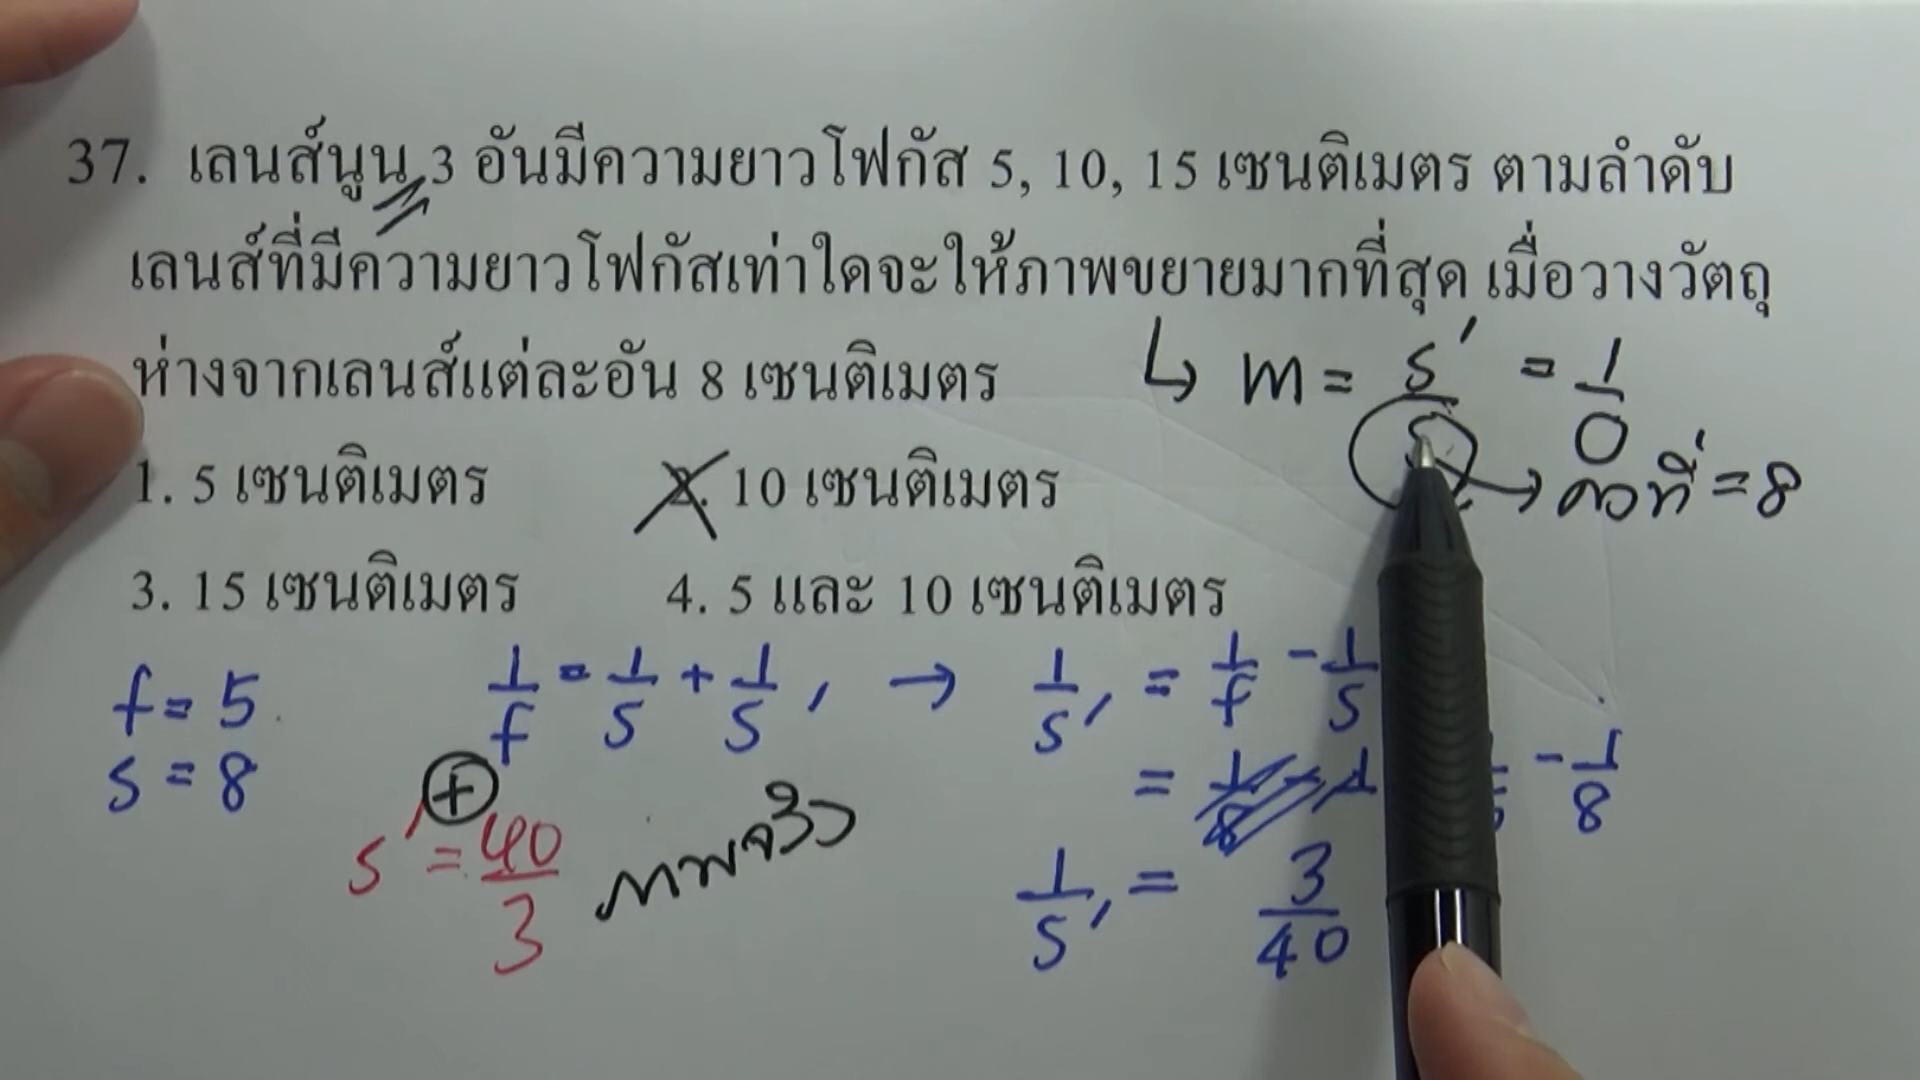 37. เลนส์นูน 3 อันมีความยาวโฟกัส 5, 10, 15 เซนติเมตร ตามลำดับ
เลนส์ที่มีความยาวโฟกัสเท่าใดจะให้ภาพขยายมากที่สุด เมื่อวางวัตถุ
ห่างจากเลนส์แต่ละอัน 8 เซนติเมตร
↳ m = s'/s = I/O
→ คงที่ = 8
1. 5 เซนติเมตร 2. 10 เซนติเมตร
3. 15 เซนติเมตร 4. 5 และ 10 เซนติเมตร
f = 5 1/f = 1/s + 1/s' → 1/s' = 1/f - 1/s
s = 8
- 1/8
s' = 40/3 ภาพจริง
1/s' = 3/40